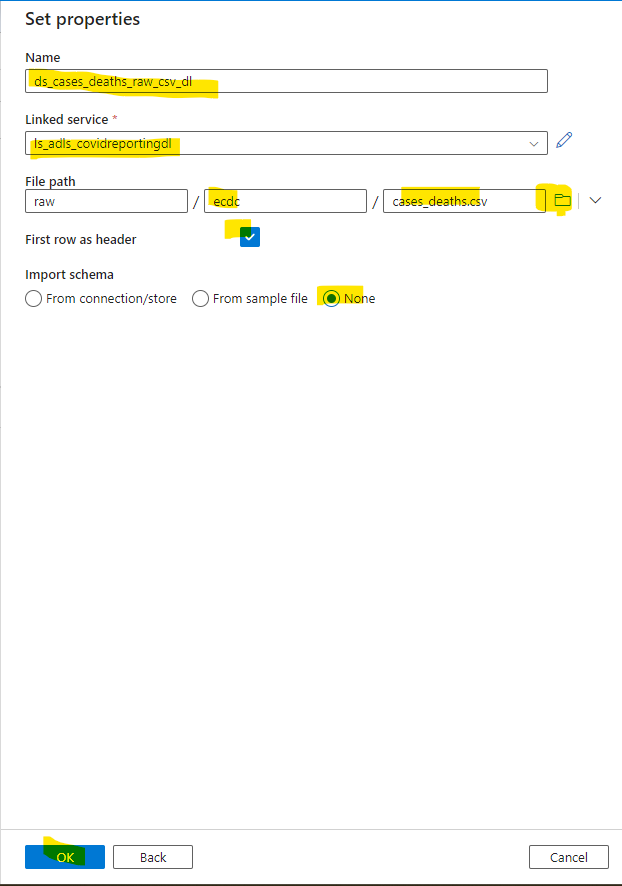 Set properties
Name
ds_cases_deaths_raw_csv_dl
Linked service *
ls_adls_covidreportingdl
File path
raw / ecdc / cases_deaths.csv
First row as header
Import schema
From connection/store From sample file None
OK Back Cancel